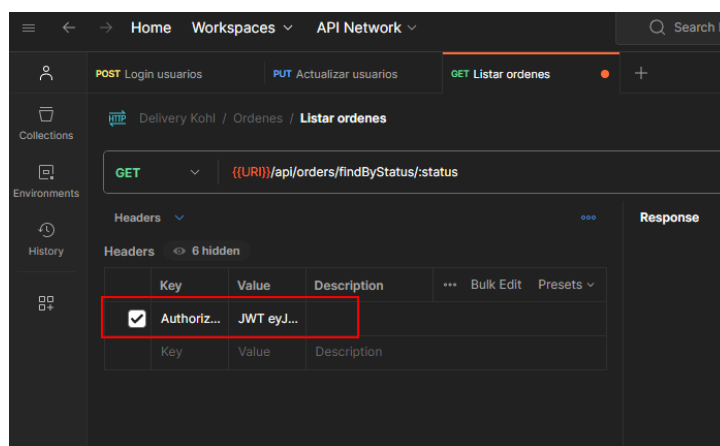 Home Workspaces API Network Search
POST Login usuarios PUT Actualizar usuarios GET Listar ordenes
HTTP Delivery Kohl / Ordenes / Listar ordenes
Collections
GET {{URI}}/api/orders/findByStatus/:status
Environments
Headers Response
History
Headers 6 hidden
Key Value Description ... Bulk Edit Presets
Authoriz... JWT eyJ...
Key Value Description